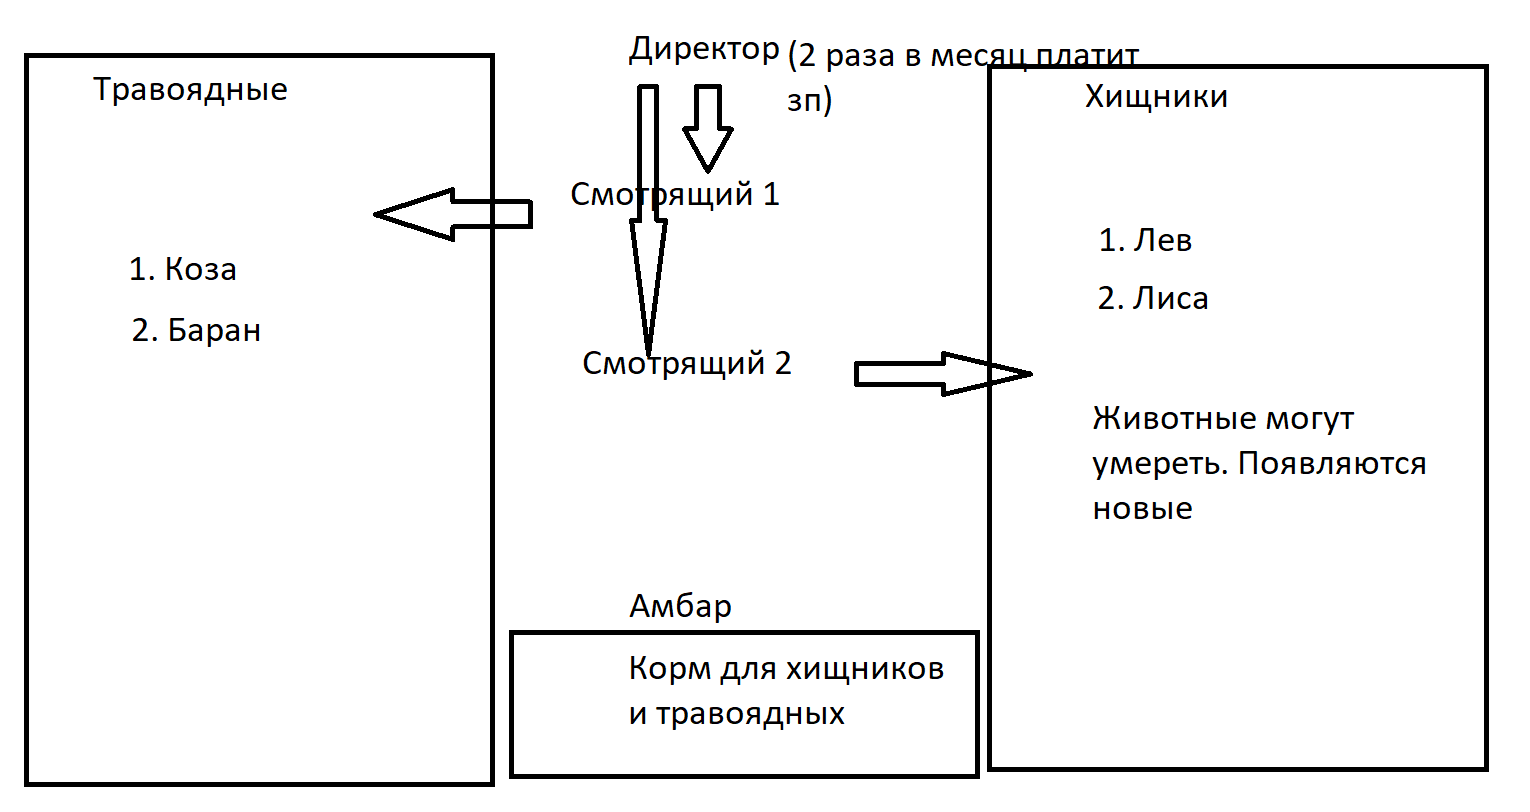 Травоядные
1. Коза
2. Баран
Директор (2 раза в месяц платит
зп)
Смотрящий 1
Смотрящий 2
Хищники
1. Лев
2. Лиса
Животные могут
умереть. Появляются
новые
Амбар
Корм для хищников
и травоядных